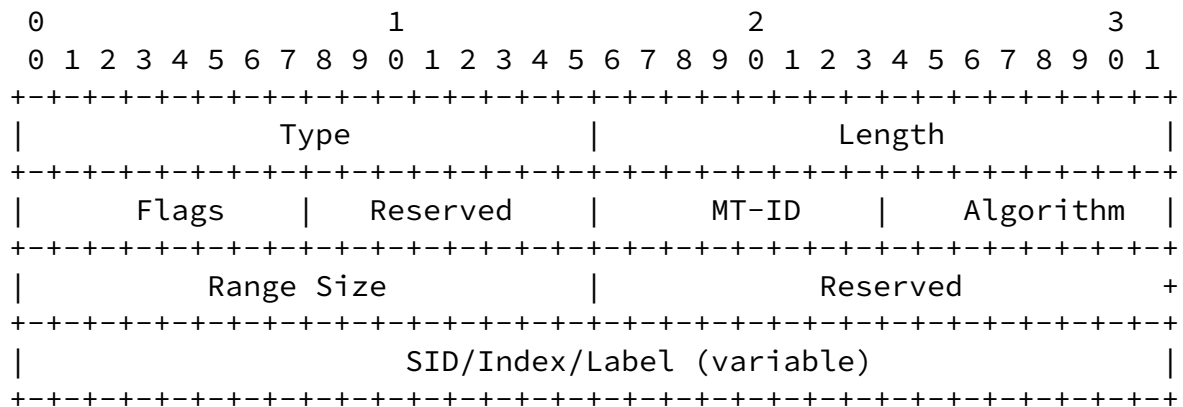 0                   1                   2                   3
 0 1 2 3 4 5 6 7 8 9 0 1 2 3 4 5 6 7 8 9 0 1 2 3 4 5 6 7 8 9 0 1
+-+-+-+-+-+-+-+-+-+-+-+-+-+-+-+-+-+-+-+-+-+-+-+-+-+-+-+-+-+-+-+-+
|              Type             |             Length            |
+-+-+-+-+-+-+-+-+-+-+-+-+-+-+-+-+-+-+-+-+-+-+-+-+-+-+-+-+-+-+-+-+
|      Flags    |   Reserved    |      MT-ID    |    Algorithm  |
+-+-+-+-+-+-+-+-+-+-+-+-+-+-+-+-+-+-+-+-+-+-+-+-+-+-+-+-+-+-+-+-+
|          Range Size           |            Reserved           +
+-+-+-+-+-+-+-+-+-+-+-+-+-+-+-+-+-+-+-+-+-+-+-+-+-+-+-+-+-+-+-+-+
|                     SID/Index/Label (variable)                |
+-+-+-+-+-+-+-+-+-+-+-+-+-+-+-+-+-+-+-+-+-+-+-+-+-+-+-+-+-+-+-+-+